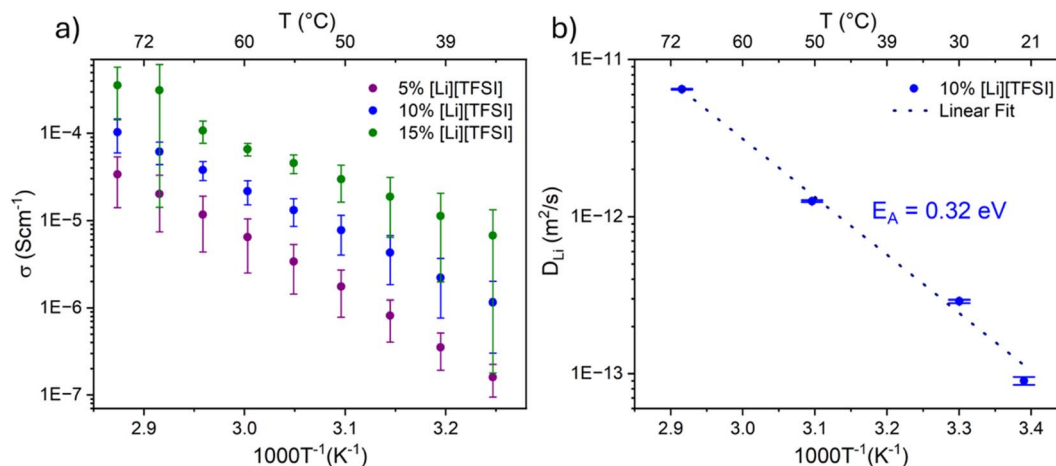 a)
T (°C)
72 60 50 39
5% [Li][TFSI]
10% [Li][TFSI]
15% [Li][TFSI]
1E-4
1E-5
1E-6
1E-7
σ (Scm⁻¹)
2.9 3.0 3.1 3.2
1000T⁻¹(K⁻¹)
b)
T (°C)
72 60 50 39 30 21
1E-11
10% [Li][TFSI]
Linear Fit
1E-12
E_A = 0.32 eV
1E-13
D_Li (m²/s)
2.9 3.0 3.1 3.2 3.3 3.4
1000T⁻¹(K⁻¹)